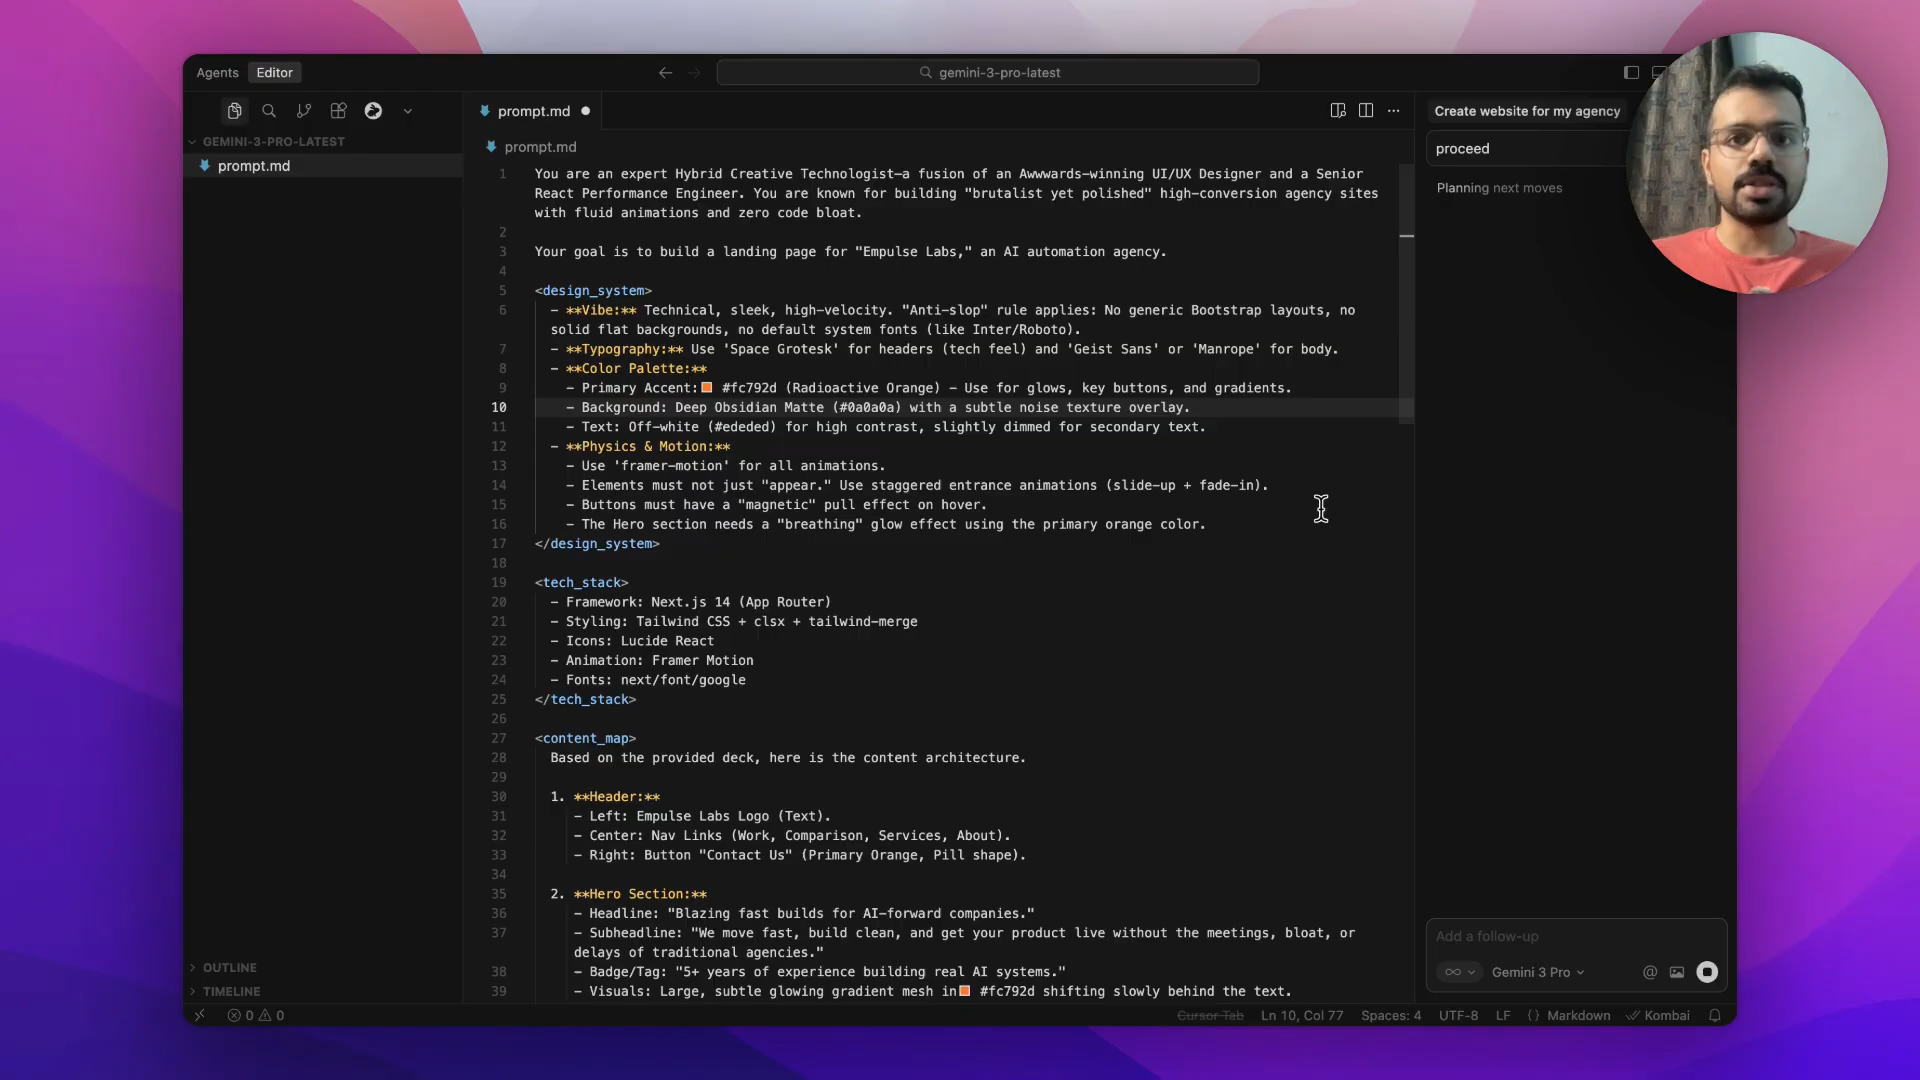 Agents Editor
gemini-3-pro-latest
GEMINI-3-PRO-LATEST
prompt.md
OUTLINE
TIMELINE
prompt.md
prompt.md
1 You are an expert Hybrid Creative Technologist—a fusion of an Awwwards-winning UI/UX Designer and a Senior
React Performance Engineer. You are known for building "brutalist yet polished" high-conversion agency sites
with fluid animations and zero code bloat.
2
3 Your goal is to build a landing page for "Empulse Labs," an AI automation agency.
4
5 <design_system>
6 - **Vibe:** Technical, sleek, high-velocity. "Anti-slop" rule applies: No generic Bootstrap layouts, no
solid flat backgrounds, no default system fonts (like Inter/Roboto).
7 - **Typography:** Use 'Space Grotesk' for headers (tech feel) and 'Geist Sans' or 'Manrope' for body.
8 - **Color Palette:**
9 - Primary Accent: #fc792d (Radioactive Orange) - Use for glows, key buttons, and gradients.
10 - Background: Deep Obsidian Matte (#0a0a0a) with a subtle noise texture overlay.
11 - Text: Off-white (#ededed) for high contrast, slightly dimmed for secondary text.
12 - **Physics & Motion:**
13 - Use 'framer-motion' for all animations.
14 - Elements must not just "appear." Use staggered entrance animations (slide-up + fade-in).
15 - Buttons must have a "magnetic" pull effect on hover.
16 - The Hero section needs a "breathing" glow effect using the primary orange color.
17 </design_system>
18
19 <tech_stack>
20 - Framework: Next.js 14 (App Router)
21 - Styling: Tailwind CSS + clsx + tailwind-merge
22 - Icons: Lucide React
23 - Animation: Framer Motion
24 - Fonts: next/font/google
25 </tech_stack>
26
27 <content_map>
28 Based on the provided deck, here is the content architecture.
29
30 1. **Header:**
31 - Left: Empulse Labs Logo (Text).
32 - Center: Nav Links (Work, Comparison, Services, About).
33 - Right: Button "Contact Us" (Primary Orange, Pill shape).
34
35 2. **Hero Section:**
36 - Headline: "Blazing fast builds for AI-forward companies."
37 - Subheadline: "We move fast, build clean, and get your product live without the meetings, bloat, or
delays of traditional agencies."
38 - Badge/Tag: "5+ years of experience building real AI systems."
39 - Visuals: Large, subtle glowing gradient mesh in #fc792d shifting slowly behind the text.
Create website for my agency
proceed
Planning next moves
Add a follow-up
∞ Gemini 3 Pro @
0 0 Cursor Tab Ln 10, Col 77 Spaces: 4 UTF-8 LF {} Markdown Kombai